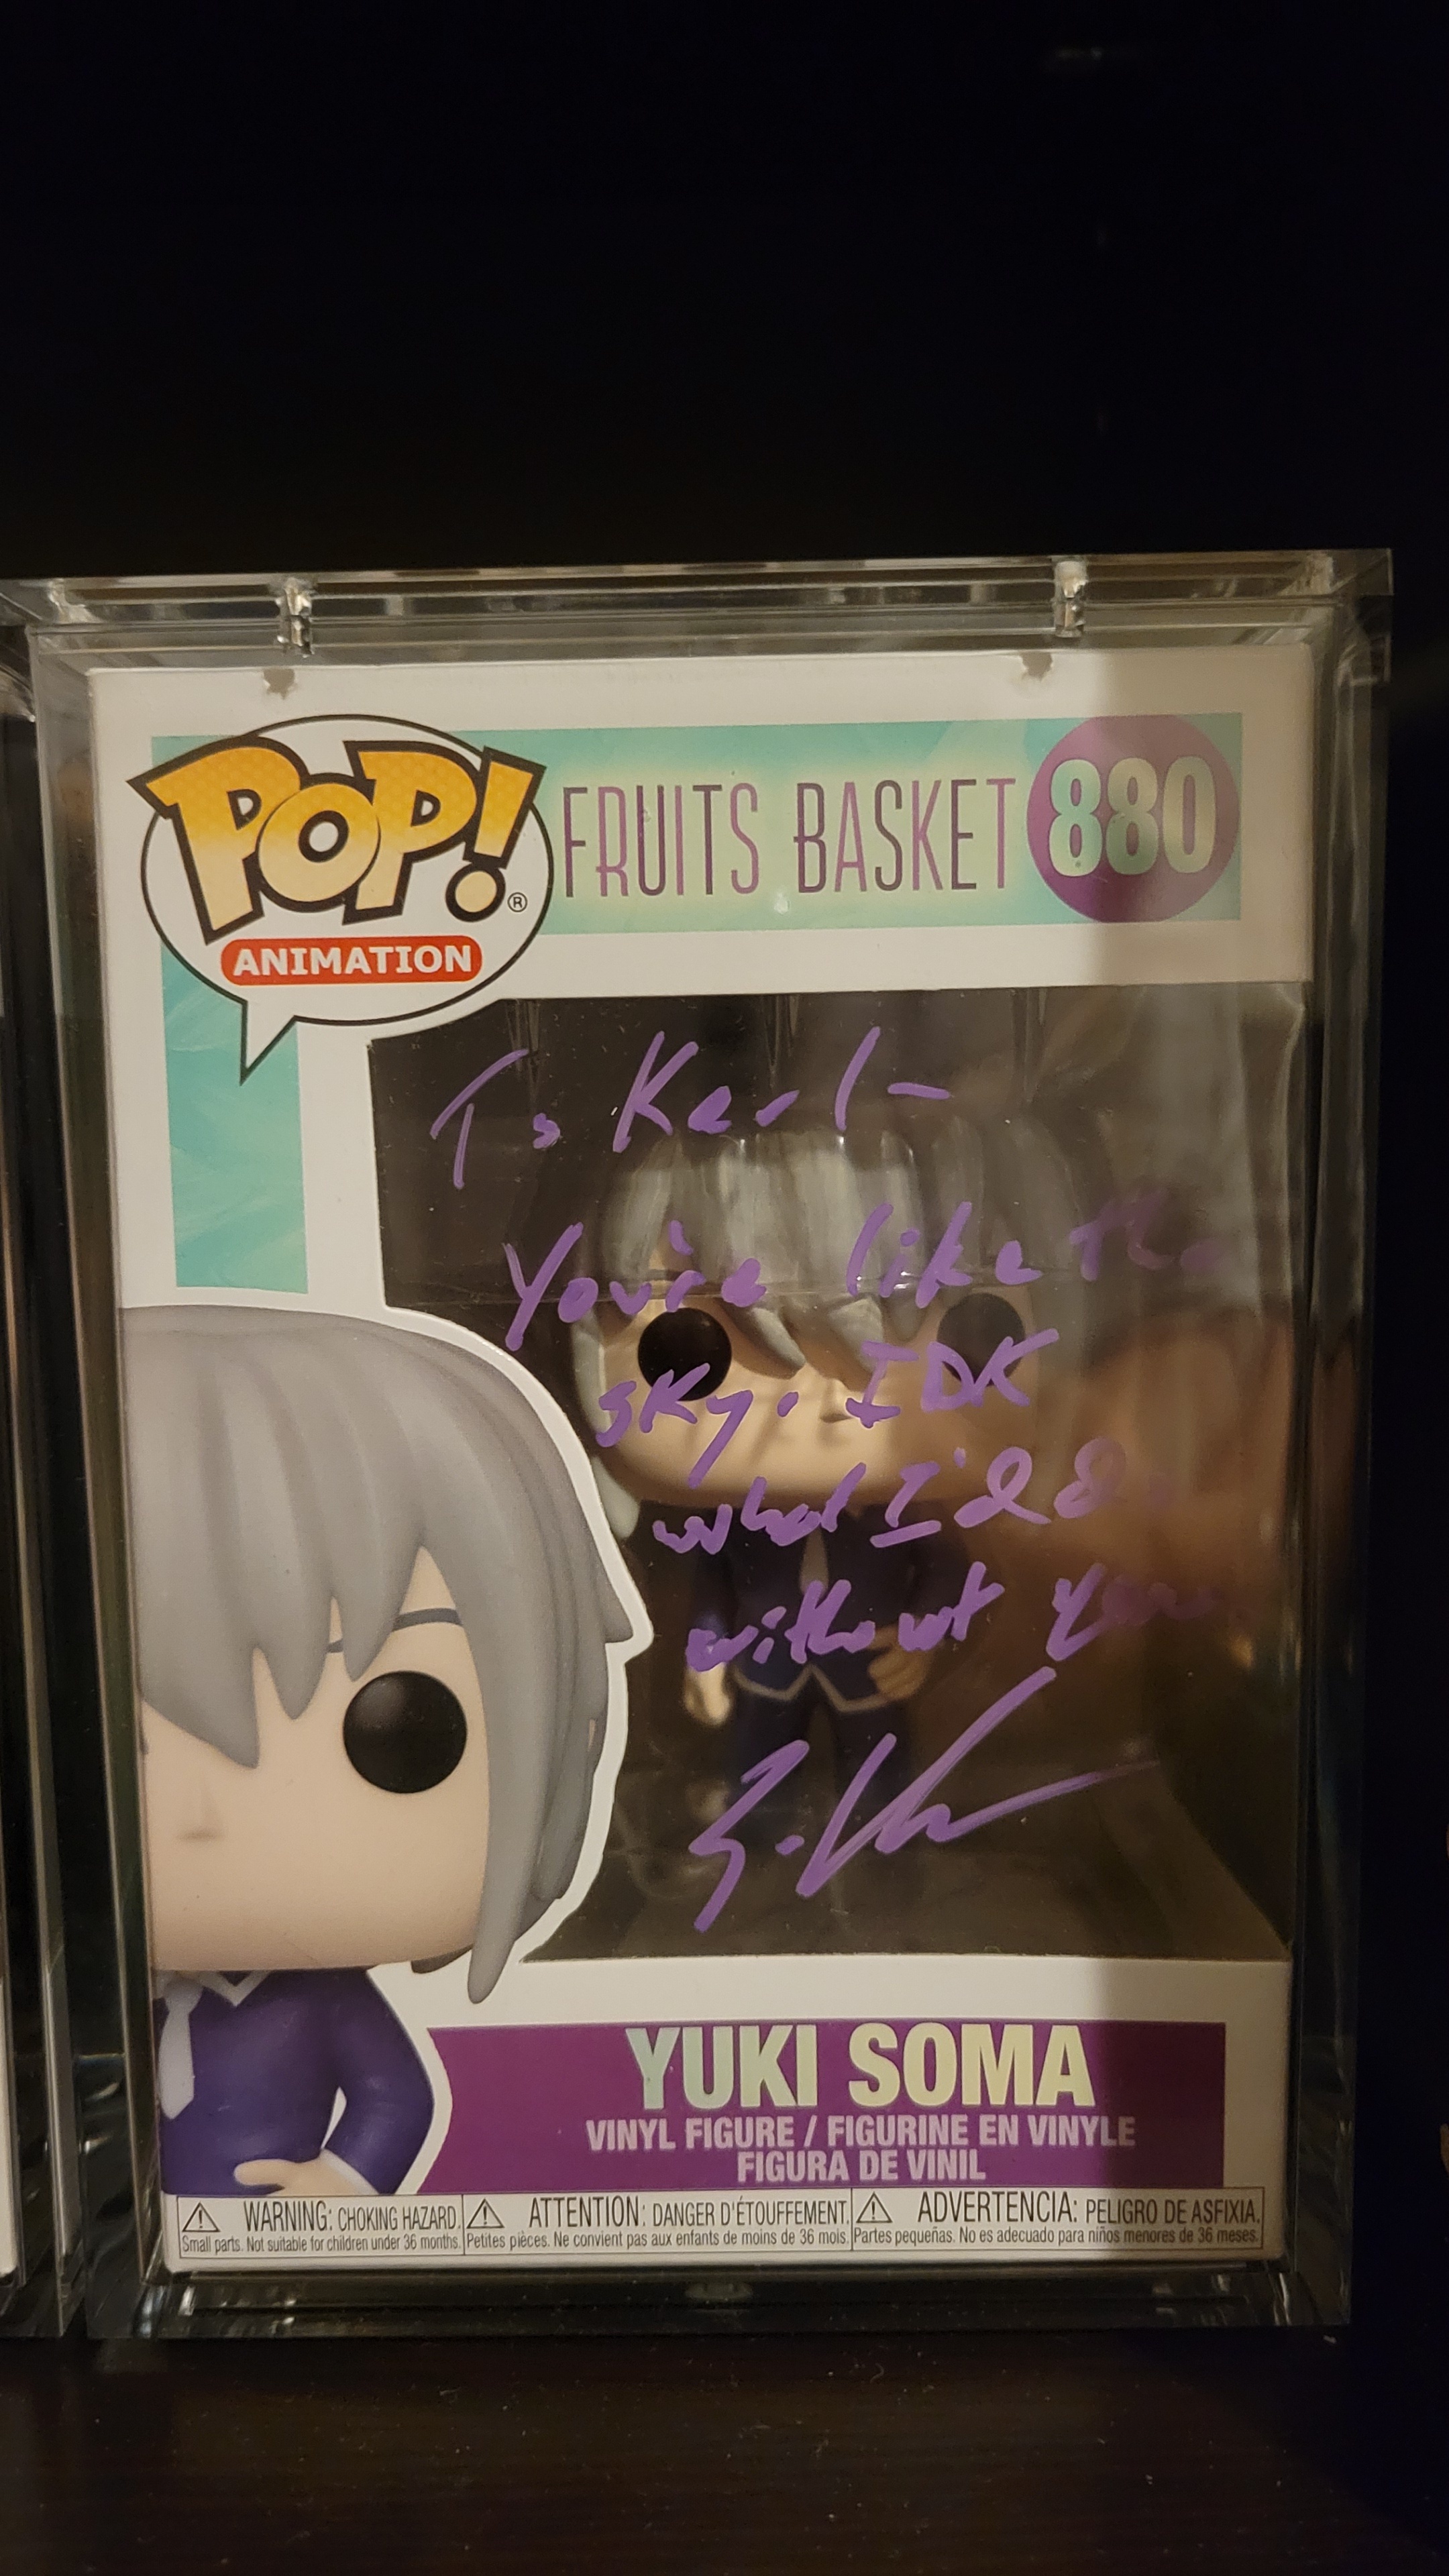 POP! ®
ANIMATION
FRUITS BASKET
880
To Karl -
You're like the
sky. IDK
what I'd do
without you.
YUKI SOMA
VINYL FIGURE / FIGURINE EN VINYLE
FIGURA DE VINIL
WARNING: CHOKING HAZARD.
Small parts. Not suitable for children under 36 months.
ATTENTION: DANGER D'ÉTOUFFEMENT.
Petites pièces. Ne convient pas aux enfants de moins de 36 mois.
ADVERTENCIA: PELIGRO DE ASFIXIA.
Partes pequeñas. No es adecuado para niños menores de 36 meses.